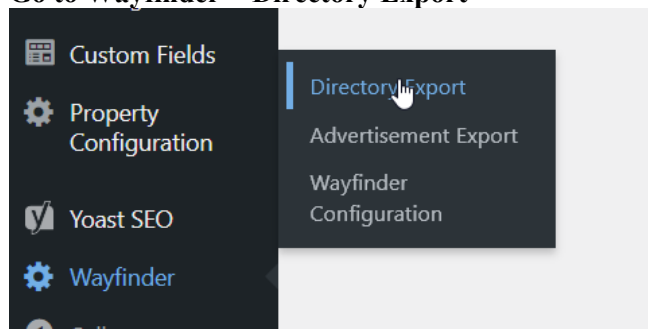 Go to Wayfinder – Directory Export
Custom Fields
Property
Configuration
Yoast SEO
Wayfinder
Directory Export
Advertisement Export
Wayfinder
Configuration